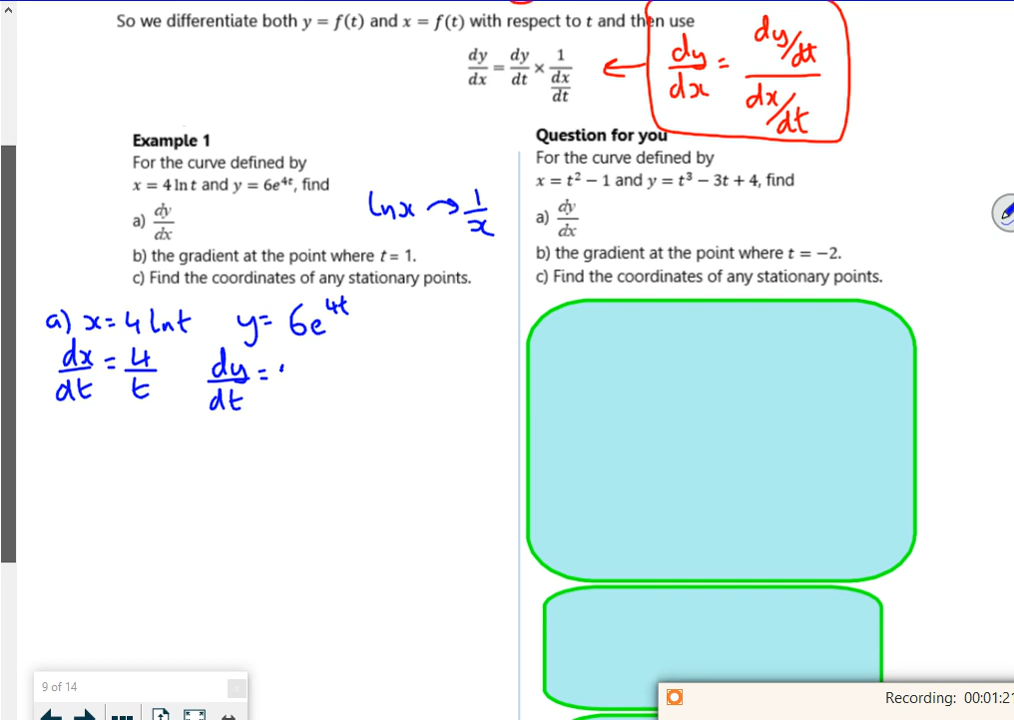 So we differentiate both y = f(t) and x = f(t) with respect to t and then use
dy/dx = dy/dt × 1/(dx/dt)
← dy/dx = (dy/dt)/(dx/dt)
Example 1
For the curve defined by
x = 4 ln t and y = 6e^{4t}, find
a) dy/dx
b) the gradient at the point where t = 1.
c) Find the coordinates of any stationary points.
ln x → 1/x
a) x = 4 ln t y = 6e^{4t}
dx/dt = 4/t dy/dt =
Question for you
For the curve defined by
x = t² − 1 and y = t³ − 3t + 4, find
a) dy/dx
b) the gradient at the point where t = −2.
c) Find the coordinates of any stationary points.
9 of 14
Recording: 00:01:2